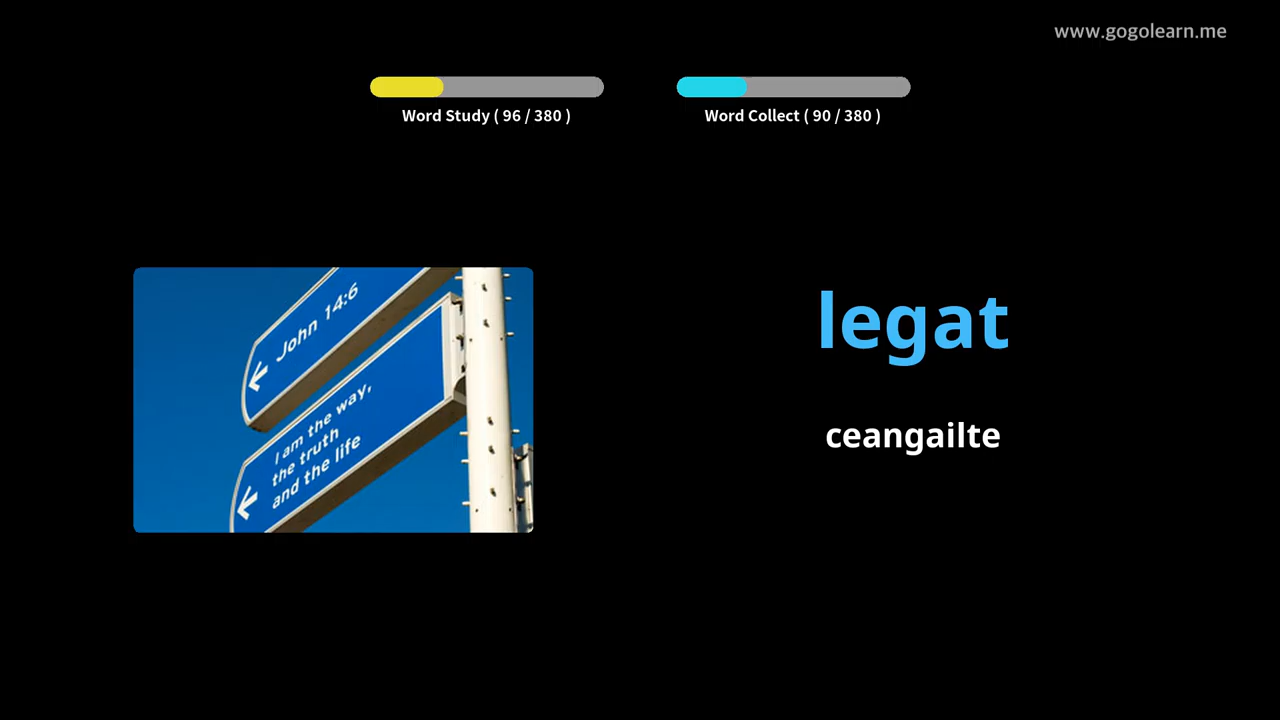 www.gogolearn.me
Word Study ( 96 / 380 )
Word Collect ( 90 / 380 )
John 14:6
I am the way,
the truth
and the life
legat
ceangailte